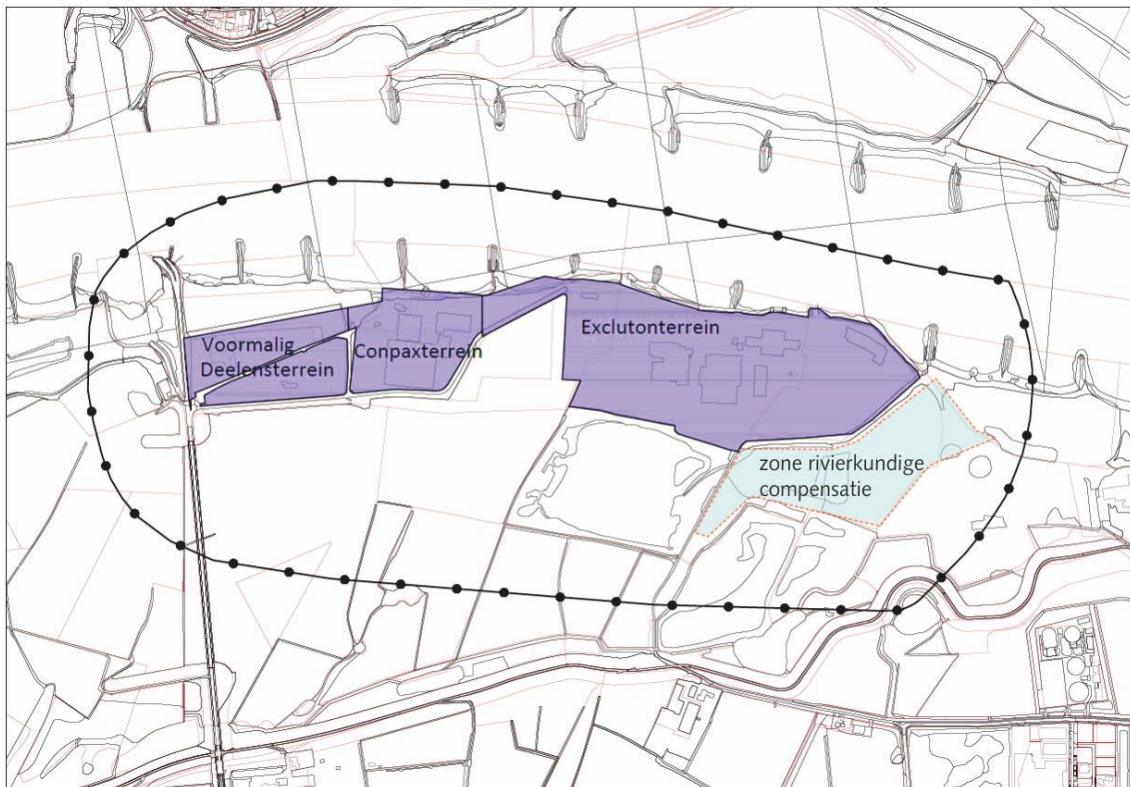 Voormalig
Deelensterrein
Conpaxterrein
Exclutonterrein
zone rivierkundige
compensatie